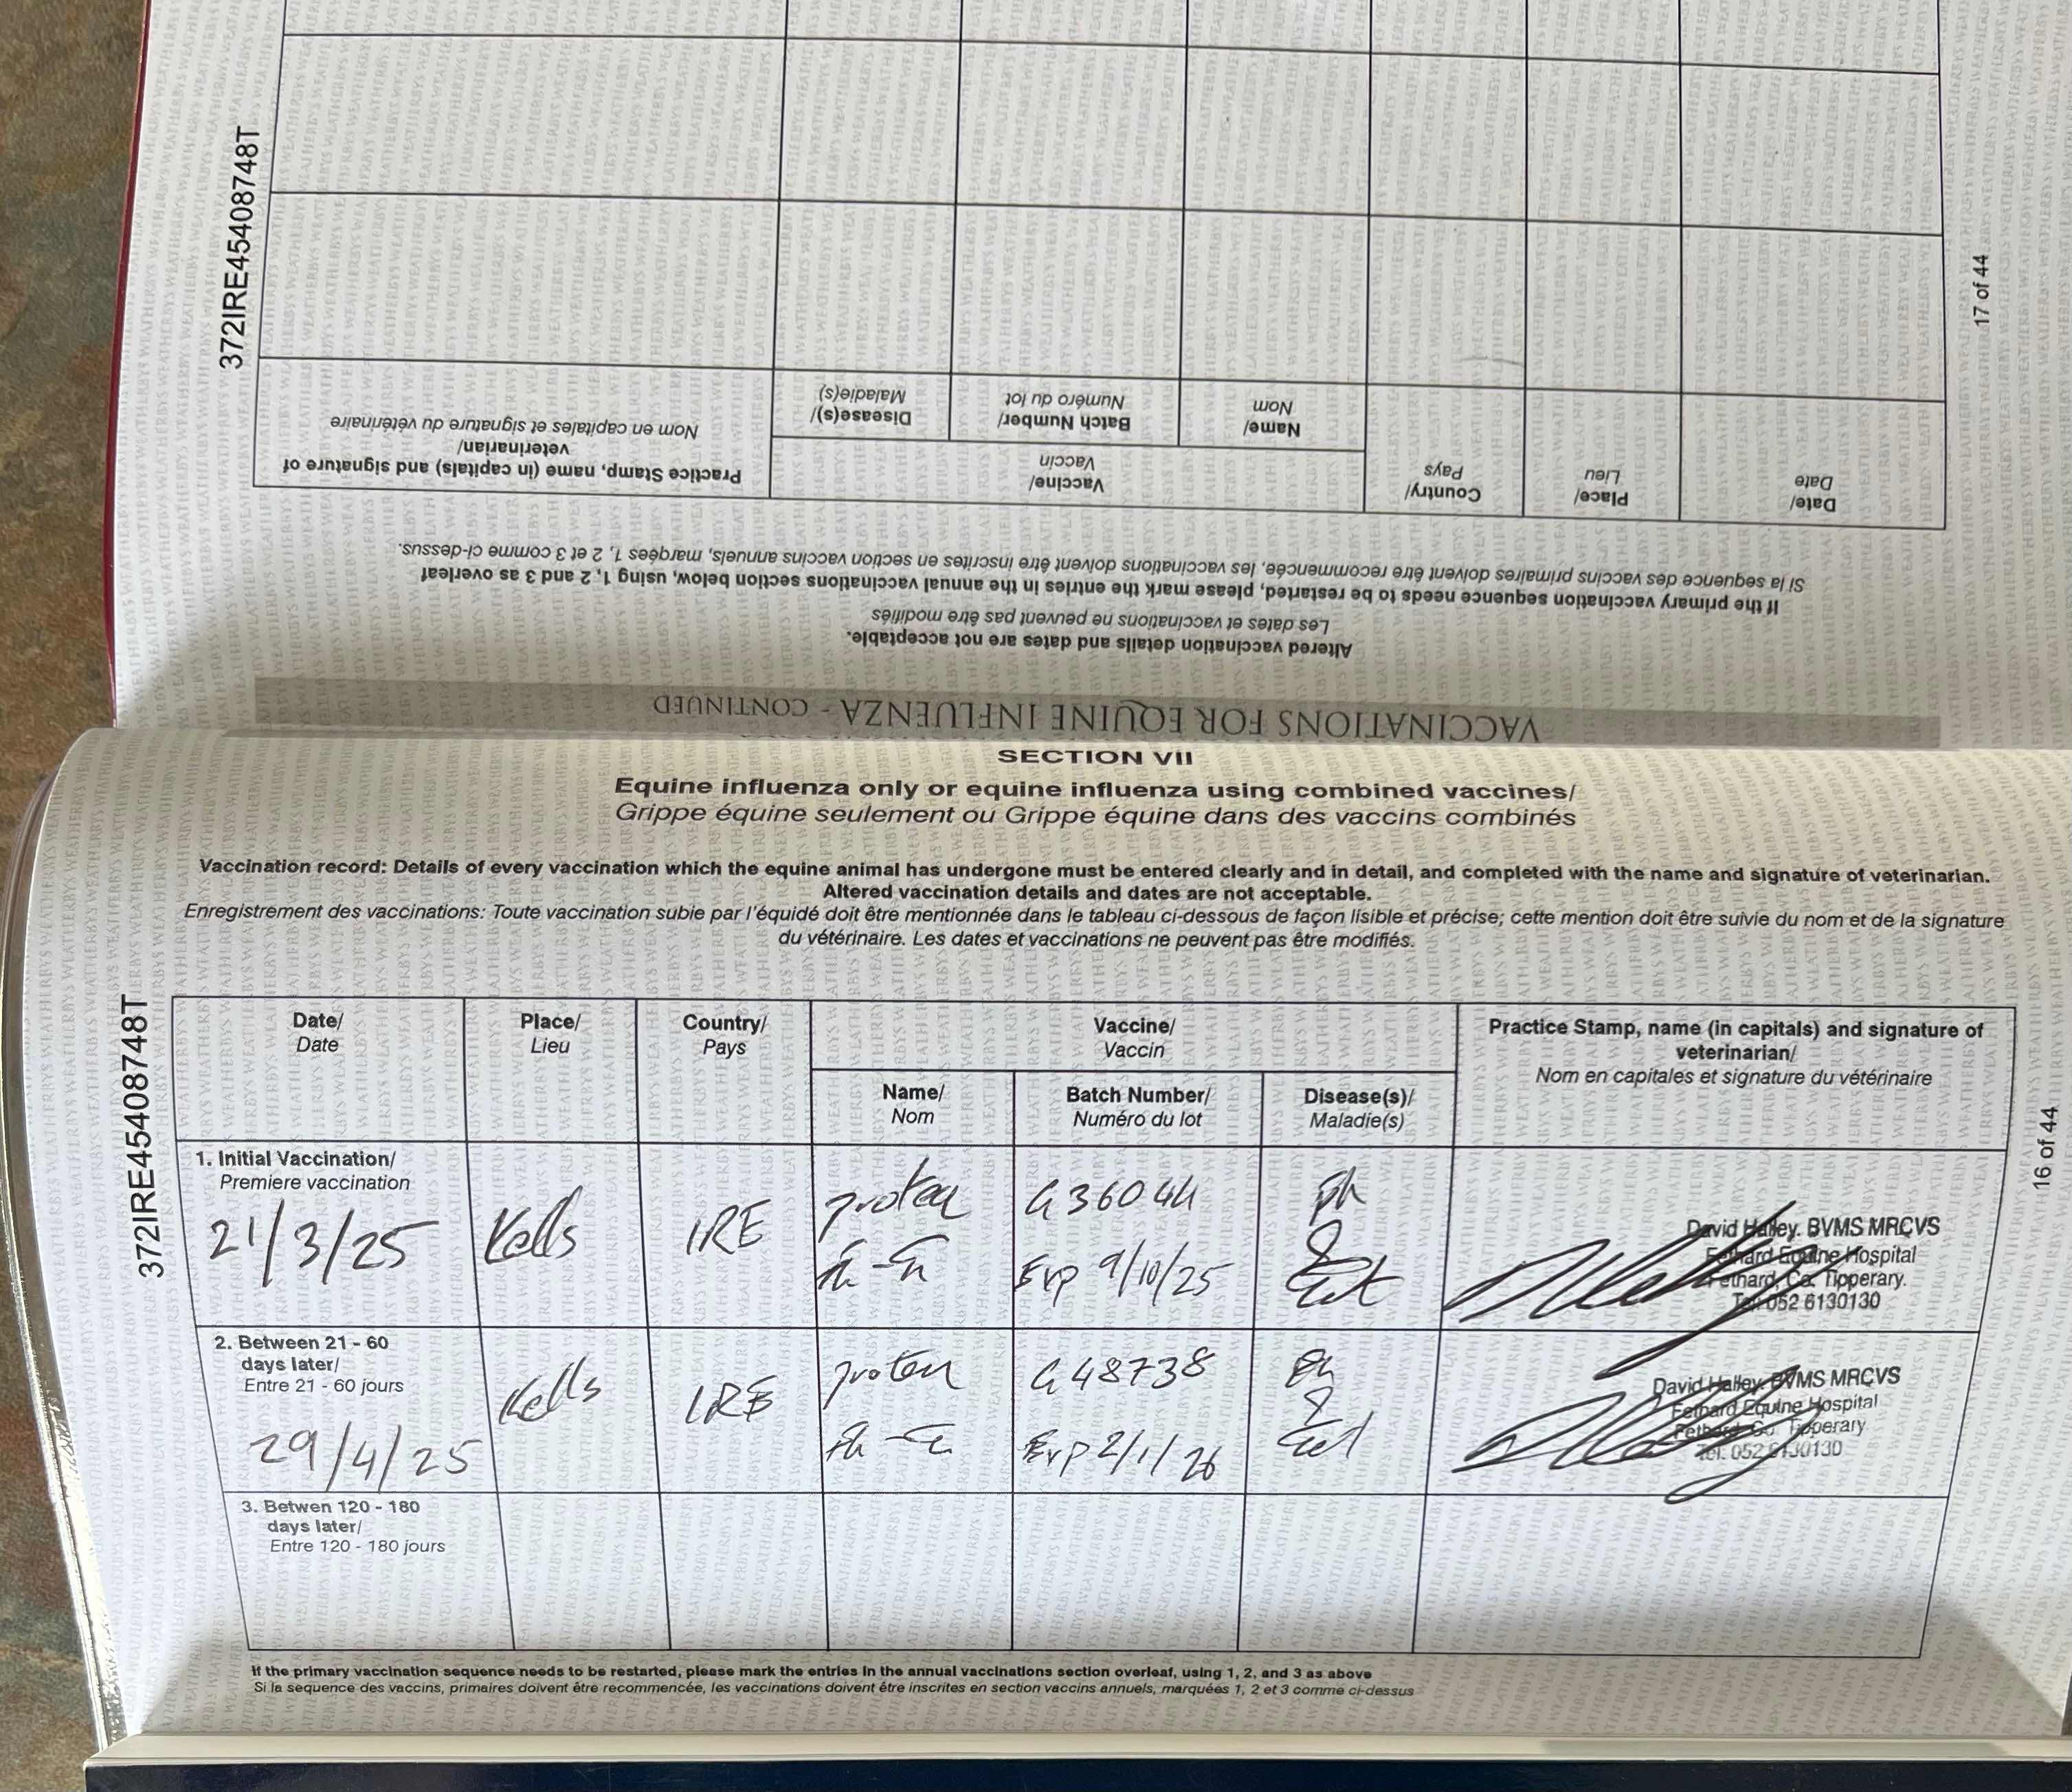 372IRE45408748T
17 of 44
VACCINATIONS FOR EQUINE INFLUENZA - CONTINUED
Altered vaccination details and dates are not acceptable.
Les dates et vaccinations ne peuvent pas être modifiés
If the primary vaccination sequence needs to be restarted, please mark the entries in the annual vaccinations section below, using 1, 2 and 3 as overleaf
Si la sequence des vaccins primaires doivent être recommencée, les vaccinations doivent être inscrites en section vaccins annuels, marqées 1, 2 et 3 comme ci-dessus.
Date/
Date
Place/
Lieu
Country/
Pays
Vaccine/
Vaccin
Name/
Nom
Batch Number/
Numéro du lot
Disease(s)/
Maladie(s)
Practice Stamp, name (in capitals) and signature of
veterinarian/
Nom en capitales et signature du vétérinaire
SECTION VII
Equine influenza only or equine influenza using combined vaccines/
Grippe équine seulement ou Grippe équine dans des vaccins combinés
Vaccination record: Details of every vaccination which the equine animal has undergone must be entered clearly and in detail, and completed with the name and signature of veterinarian.
Altered vaccination details and dates are not acceptable.
Enregistrement des vaccinations: Toute vaccination subie par l'équidé doit être mentionnée dans le tableau ci-dessous de façon lisible et précise; cette mention doit être suivie du nom et de la signature
du vétérinaire. Les dates et vaccinations ne peuvent pas être modifiés.
372IRE45408748T
16 of 44
Date/
Date
Place/
Lieu
Country/
Pays
Vaccine/
Vaccin
Name/
Nom
Batch Number/
Numéro du lot
Disease(s)/
Maladie(s)
Practice Stamp, name (in capitals) and signature of
veterinarian/
Nom en capitales et signature du vétérinaire
1. Initial Vaccination/
Premiere vaccination
21/3/25
Kells
IRE
proteq
G36044
Exp 9/10/25
David Halley. BVMS MRCVS
Fethard Equine Hospital
Fethard, Co. Tipperary.
Tel: 052 6130130
2. Between 21 - 60
days later/
Entre 21 - 60 jours
29/4/25
Kells
IRE
G48738
Exp 2/1/26
David Halley. BVMS MRCVS
Fethard Equine Hospital
Fethard, Co. Tipperary
Tel. 052 6130130
3. Betwen 120 - 180
days later/
Entre 120 - 180 jours
If the primary vaccination sequence needs to be restarted, please mark the entries in the annual vaccinations section overleaf, using 1, 2, and 3 as above
Si la sequence des vaccins, primaires doivent être recommencée, les vaccinations doivent être inscrites en section vaccins annuels, marquées 1, 2 et 3 comme ci-dessus